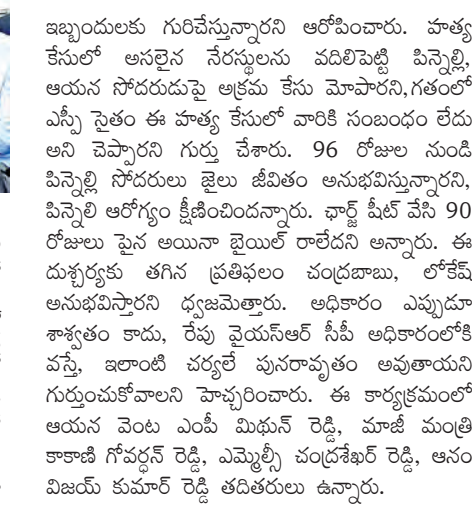 ఇబ్బందులకు గురిచేస్తున్నారని ఆరోపించారు. హత్య
కేసులో అసలైన నేరస్థులను వదిలిపెట్టి పిన్నెల్లి,
ఆయన సోదరుడుపై అక్రమ కేసు మోపారని,గతంలో
ఎస్పీ సైతం ఈ హత్య కేసులో వారికి సంబంధం లేదు
అని చెప్పారని గుర్తు చేశారు. 96 రోజుల నుండి
పిన్నెల్లి సోదరులు జైలు జీవితం అనుభవిస్తున్నారని,
పిన్నెలి ఆరోగ్యం క్షీణించిందన్నారు. ఛార్జ్ షీట్ వేసి 90
రోజులు పైన అయినా బైయిల్ రాలేదని అన్నారు. ఈ
దుశ్చర్యకు తగిన ప్రతిఫలం చంద్రబాబు, లోకేష్
అనుభవిస్తారని ధ్వజమెత్తారు. అధికారం ఎప్పుడూ
శాశ్వతం కాదు, రేపు వైయస్ఆర్ సీపీ అధికారంలోకి
వస్తే, ఇలాంటి చర్యలే పునరావృతం అవుతాయని
గుర్తుంచుకోవాలని హెచ్చరించారు. ఈ కార్యక్రమంలో
ఆయన వెంట ఎంపీ మిథున్ రెడ్డి, మాజీ మంత్రి
కాకాణి గోవర్ధన్ రెడ్డి, ఎమ్మెల్సీ చంద్రశేఖర్ రెడ్డి, ఆనం
విజయ్ కుమార్ రెడ్డి తదితరులు ఉన్నారు.